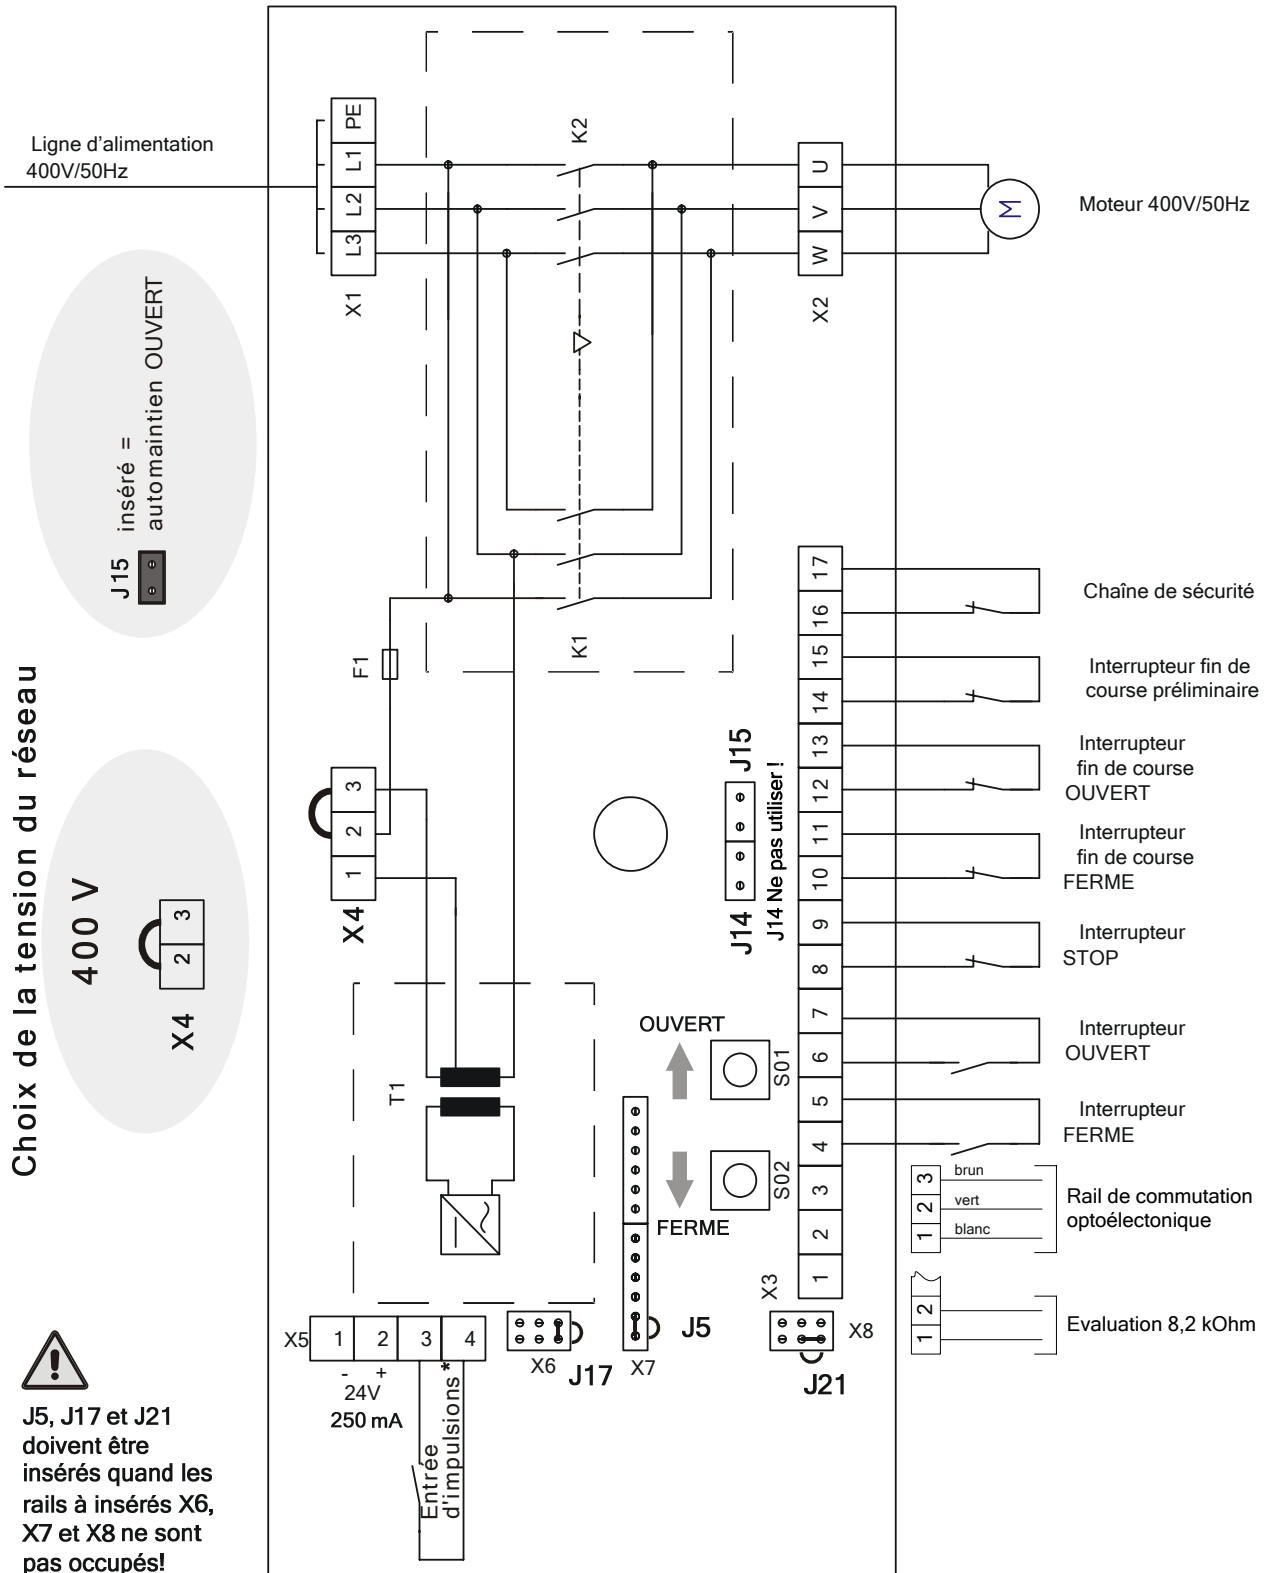 Ligne d'alimentation
400V/50Hz
PE
L1
L2
L3
X1
K2
U
V
W
X2
M
Moteur 400V/50Hz
J15
inséré =
automaintien OUVERT
Choix de la tension du réseau
400 V
2
3
X4
F1
K1
3
2
1
X4
J15
J14
J14 Ne pas utiliser !
17
16
15
14
13
12
11
10
9
8
7
6
5
4
3
2
1
X3
Chaîne de sécurité
Interrupteur fin de
course préliminaire
Interrupteur
fin de course
OUVERT
Interrupteur
fin de course
FERME
Interrupteur
STOP
Interrupteur
OUVERT
Interrupteur
FERME
3
2
1
brun
vert
blanc
Rail de commutation
optoélectonique
2
1
Evaluation 8,2 kOhm
T1
OUVERT
S01
S02
FERME
X5
1
2
3
4
- +
24V
250 mA
Entrée
d'impulsions *
X6
J17
X7
J5
X8
J21
J5, J17 et J21
doivent être
insérés quand les
rails à insérés X6,
X7 et X8 ne sont
pas occupés!